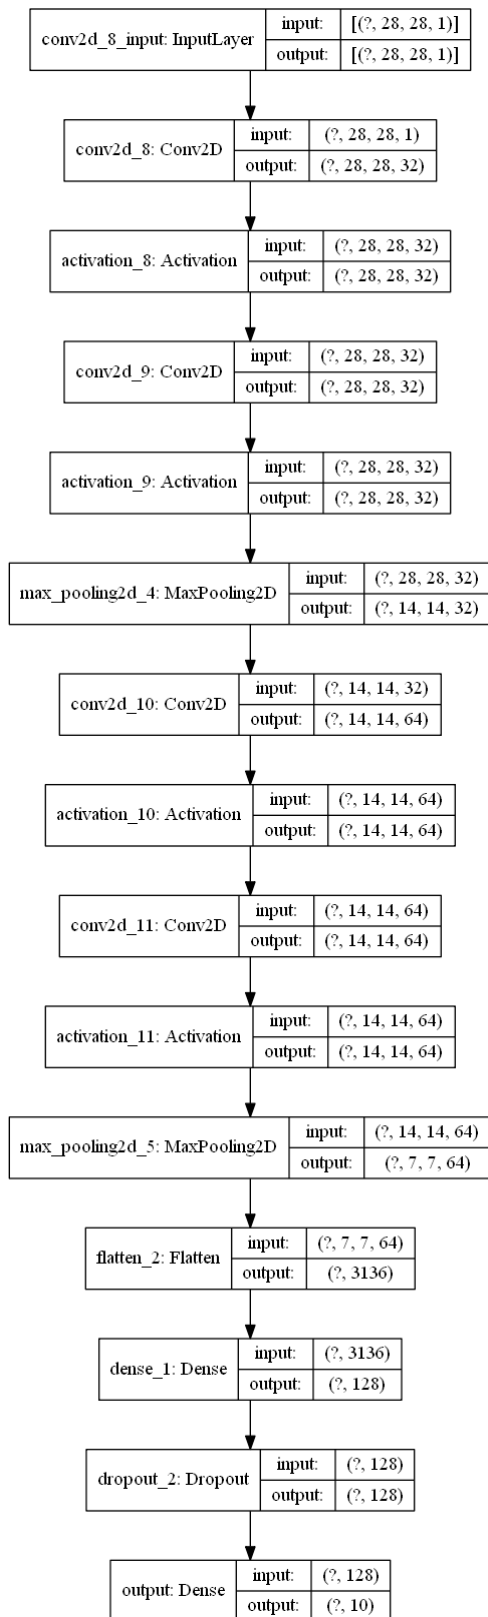 conv2d_8_input: InputLayer
input: [(?, 28, 28, 1)]
output: [(?, 28, 28, 1)]
conv2d_8: Conv2D
input: (?, 28, 28, 1)
output: (?, 28, 28, 32)
activation_8: Activation
input: (?, 28, 28, 32)
output: (?, 28, 28, 32)
conv2d_9: Conv2D
input: (?, 28, 28, 32)
output: (?, 28, 28, 32)
activation_9: Activation
input: (?, 28, 28, 32)
output: (?, 28, 28, 32)
max_pooling2d_4: MaxPooling2D
input: (?, 28, 28, 32)
output: (?, 14, 14, 32)
conv2d_10: Conv2D
input: (?, 14, 14, 32)
output: (?, 14, 14, 64)
activation_10: Activation
input: (?, 14, 14, 64)
output: (?, 14, 14, 64)
conv2d_11: Conv2D
input: (?, 14, 14, 64)
output: (?, 14, 14, 64)
activation_11: Activation
input: (?, 14, 14, 64)
output: (?, 14, 14, 64)
max_pooling2d_5: MaxPooling2D
input: (?, 14, 14, 64)
output: (?, 7, 7, 64)
flatten_2: Flatten
input: (?, 7, 7, 64)
output: (?, 3136)
dense_1: Dense
input: (?, 3136)
output: (?, 128)
dropout_2: Dropout
input: (?, 128)
output: (?, 128)
output: Dense
input: (?, 128)
output: (?, 10)